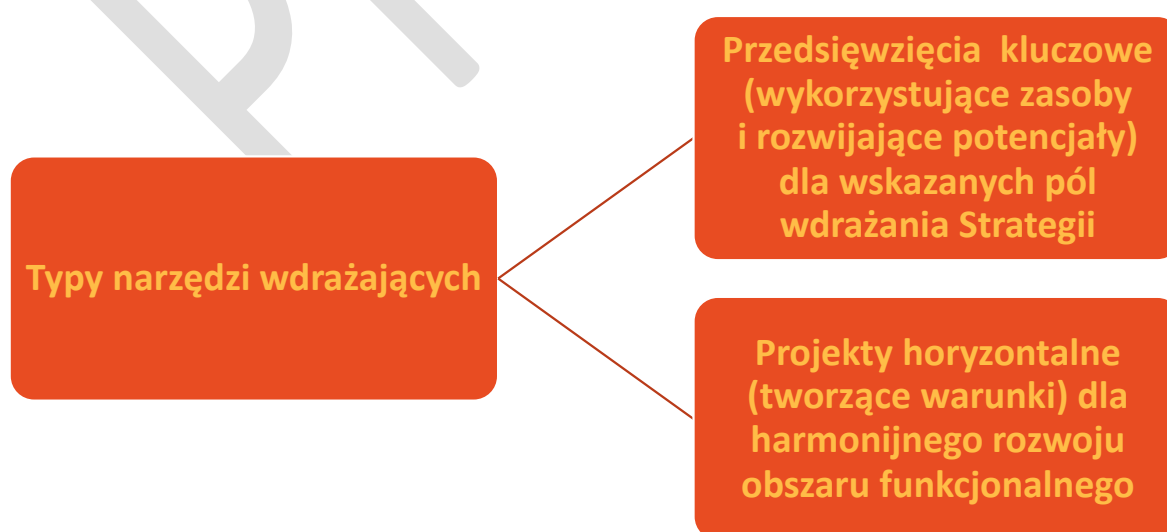 Przedsięwzięcia kluczowe
(wykorzystujące zasoby
i rozwijające potencjały)
dla wskazanych pól
wdrażania Strategii
Typy narzędzi wdrażających
Projekty horyzontalne
(tworzące warunki) dla
harmonijnego rozwoju
obszaru funkcjonalnego